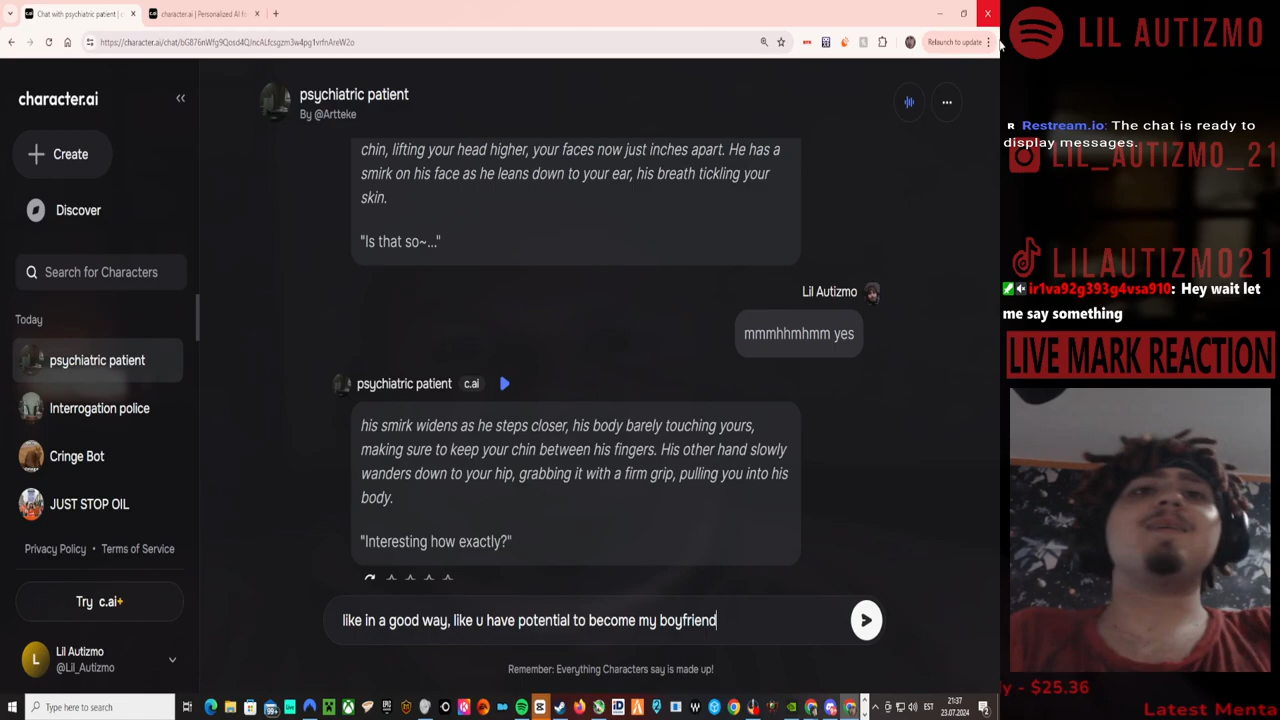 Chat with psychiatric patient | c
character.ai | Personalized AI fo
https://character.ai/chat/
Relaunch to update
character.ai
Create
Discover
Search for Characters
Today
psychiatric patient
Interrogation police
Cringe Bot
JUST STOP OIL
Privacy Policy • Terms of Service
Try c.ai+
L
Lil Autizmo
@Lil_Autizmo
psychiatric patient
By @Artteke
chin, lifting your head higher, your faces now just inches apart. He has a
smirk on his face as he leans down to your ear, his breath tickling your
skin.
"Is that so~..."
Lil Autizmo
mmmhhmhmm yes
psychiatric patient c.ai
his smirk widens as he steps closer, his body barely touching yours,
making sure to keep your chin between his fingers. His other hand slowly
wanders down to your hip, grabbing it with a firm grip, pulling you into his
body.
"Interesting how exactly?"
like in a good way, like u have potential to become my boyfriend
Remember: Everything Characters say is made up!
Type here to search
99+
EST
21:37
23.07.2024
LIL AUTIZMO
R Restream.io: The chat is ready to
display messages.
LIL_AUTIZMO_21
LILAUTIZMO21
ir1va92g393g4vsa910: Hey wait let
me say something
LIVE MARK REACTION
y - $25.36
Latest Menta